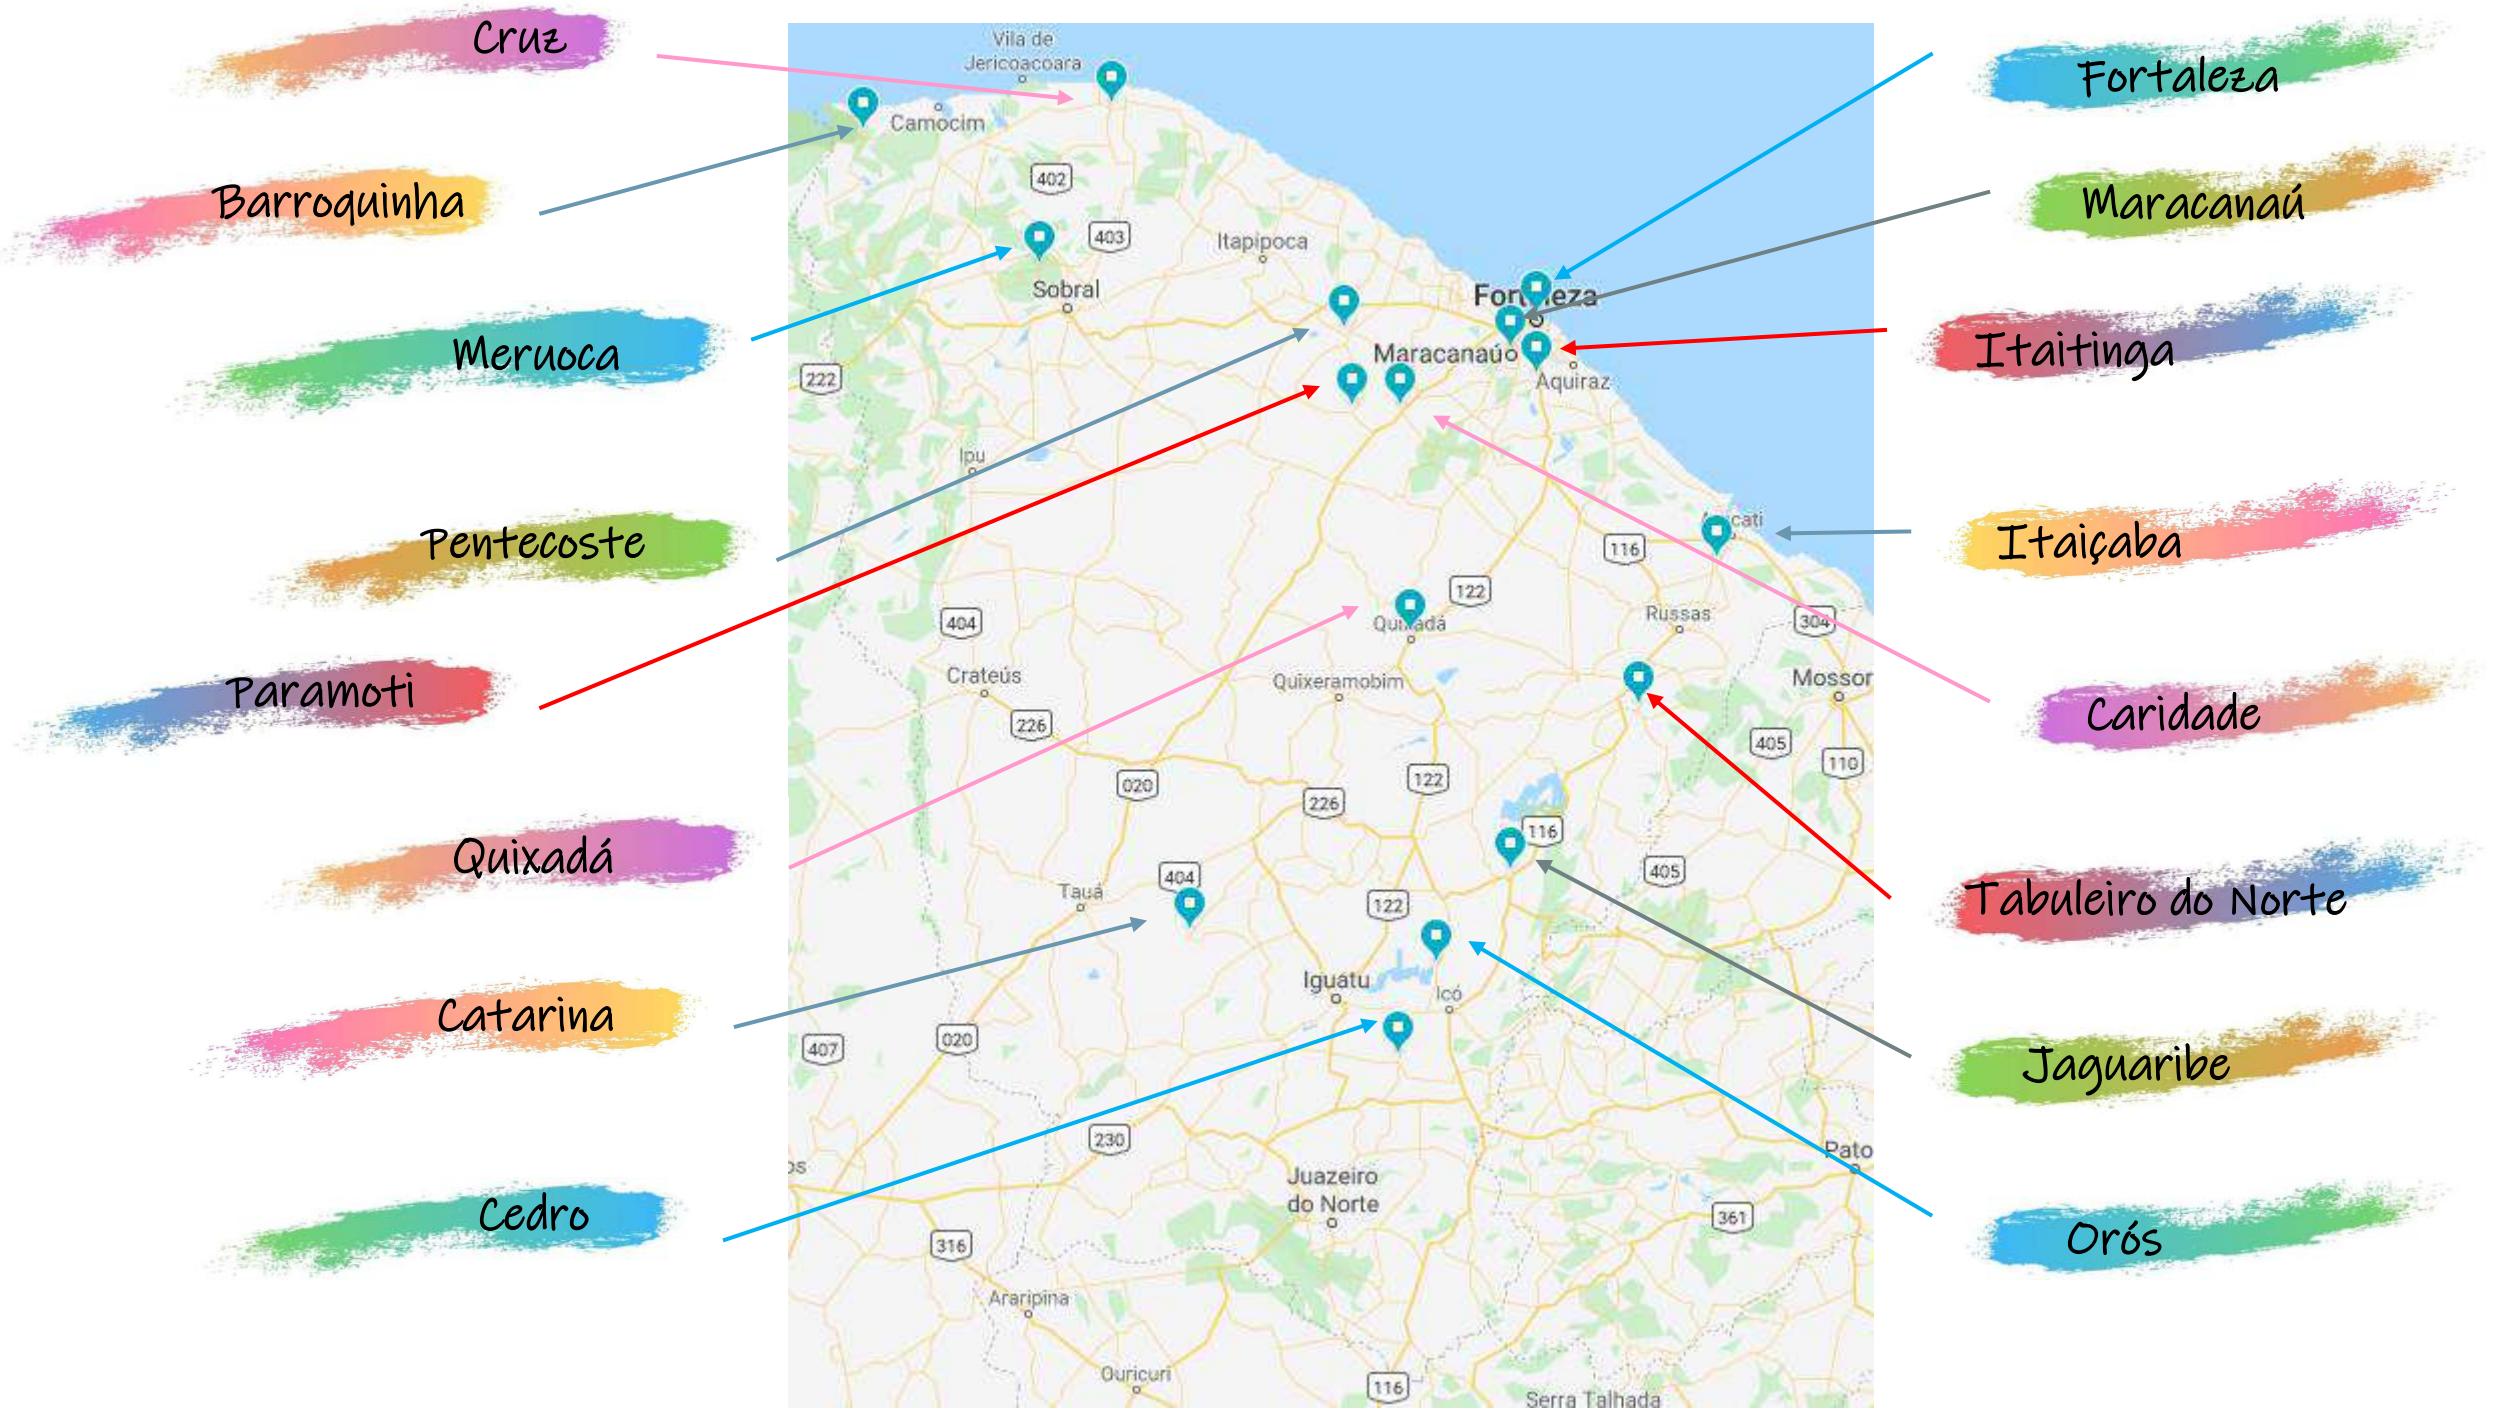 Cruz
Barroquinha
Meruoca
Pentecoste
Paramoti
Quixadá
Catarina
Cedro
Vila de
Jericoacoara
Camocim
402
403
Itapipoca
Sobral
222
Maracanaú
Aquiraz
Ipu
116
122
Quixadá
Russas
304
404
Crateús
Quixeramobim
226
Mossor
405
110
020
122
226
116
404
Tauá
122
405
Iguatu
Icó
407
020
230
Pato
os
Juazeiro
do Norte
361
316
Araripina
Ouricuri
116
Serra Talhada
Fortaleza
Maracanaú
Itaitinga
Itaiçaba
Caridade
Tabuleiro do Norte
Jaguaribe
Orós